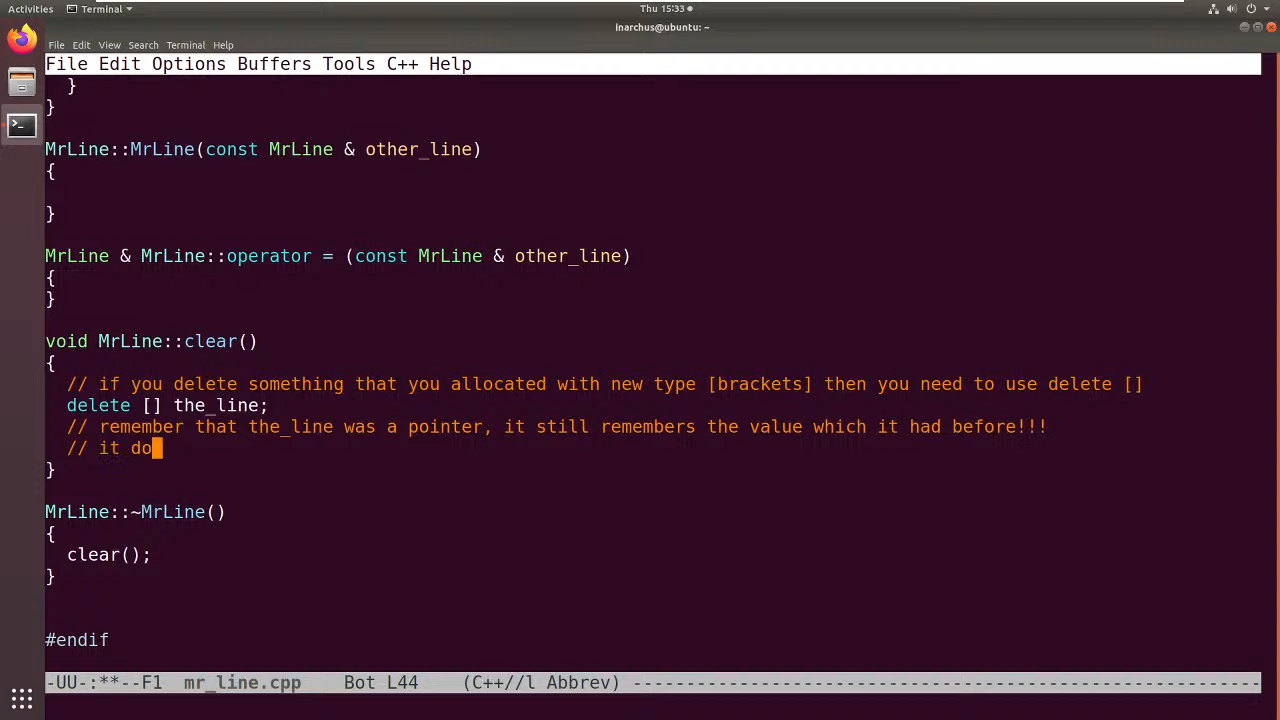 Activities Terminal Thu 15:33
inarchus@ubuntu: ~
File Edit View Search Terminal Help
File Edit Options Buffers Tools C++ Help
  }
}
MrLine::MrLine(const MrLine & other_line)
{
}
MrLine & MrLine::operator = (const MrLine & other_line)
{
}
void MrLine::clear()
{
  // if you delete something that you allocated with new type [brackets] then you need to use delete []
  delete [] the_line;
  // remember that the_line was a pointer, it still remembers the value which it had before!!!
  // it do
}
MrLine::~MrLine()
{
  clear();
}
#endif
-UU-:**--F1  mr_line.cpp    Bot L44    (C++//l Abbrev) ------------------------------------------------------------